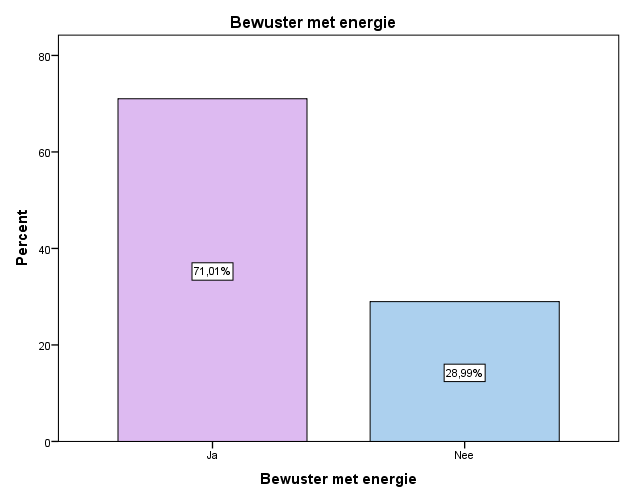 Bewuster met energie
80
60
40
20
0
Percent
71,01%
28,99%
Ja
Nee
Bewuster met energie